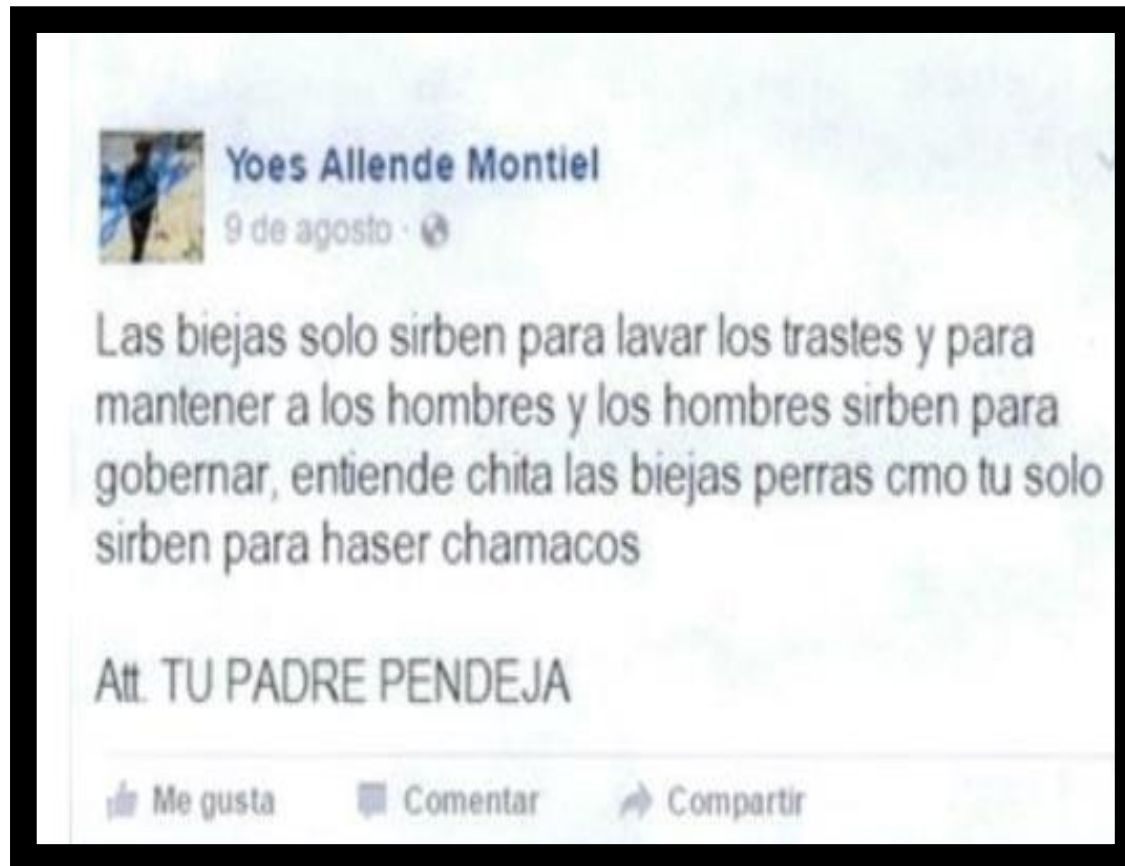 Yoes Allende Montiel
9 de agosto
Las biejas solo sirben para lavar los trastes y para
mantener a los hombres y los hombres sirben para
gobernar, entiende chita las biejas perras cmo tu solo
sirben para haser chamacos
Att. TU PADRE PENDEJA
Me gusta Comentar Compartir